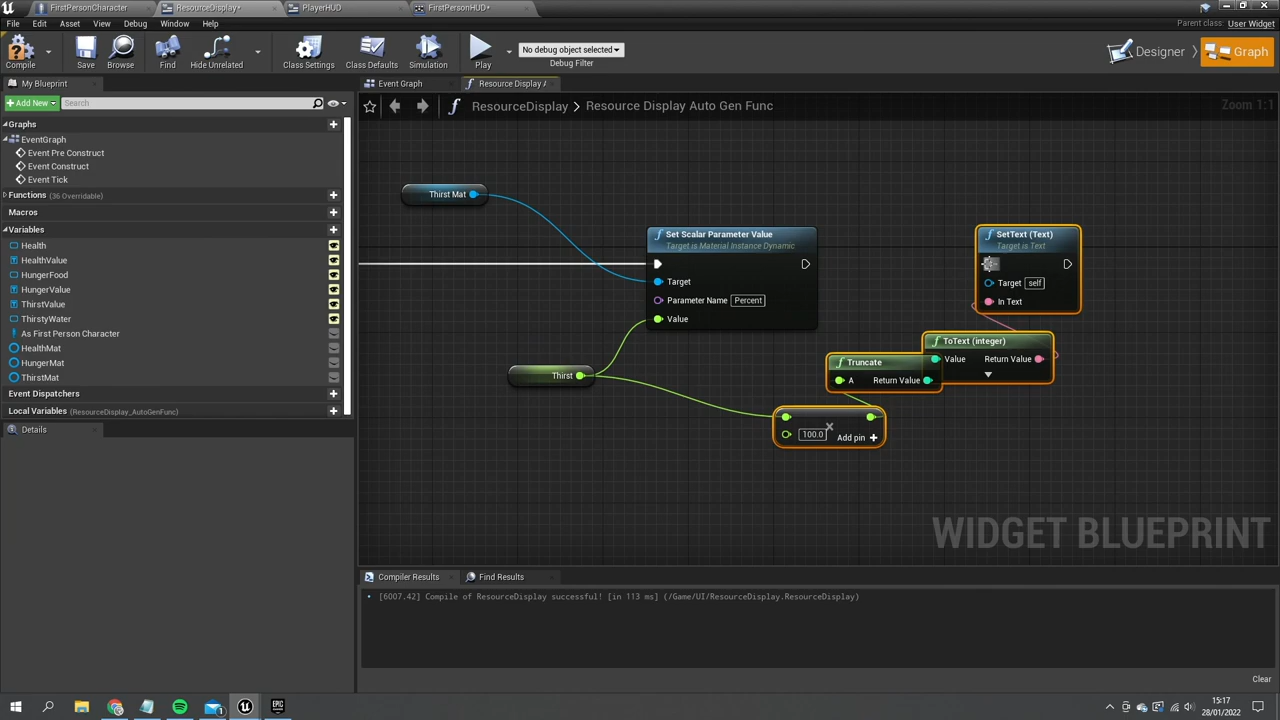 FirstPersonCharacter
ResourceDisplay*
PlayerHUD
FirstPersonHUD*
File Edit Asset View Debug Window Help
Parent class: User Widget
Compile
Save
Browse
Find
Hide Unrelated
Class Settings
Class Defaults
Simulation
Play
No debug object selected
Debug Filter
Designer
Graph
My Blueprint
Event Graph
Resource Display A
Add New
Search
ResourceDisplay > Resource Display Auto Gen Func
Zoom 1:1
Graphs
EventGraph
Event Pre Construct
Event Construct
Event Tick
Functions (36 Overridable)
Macros
Variables
Health
HealthValue
HungerFood
HungerValue
ThirstValue
ThirstyWater
As First Person Character
HealthMat
HungerMat
ThirstMat
Event Dispatchers
Local Variables (ResourceDisplay_AutoGenFunc)
Details
Thirst Mat
Set Scalar Parameter Value
Target is Material Instance Dynamic
Target
Parameter Name Percent
Value
Thirst
SetText (Text)
Target is Text
Target self
In Text
ToText (integer)
Value Return Value
Truncate
A Return Value
100.0
Add pin
WIDGET BLUEPRINT
Compiler Results
Find Results
[6007.42] Compile of ResourceDisplay successful! [in 113 ms] (/Game/UI/ResourceDisplay.ResourceDisplay)
Clear
15:17
28/01/2022